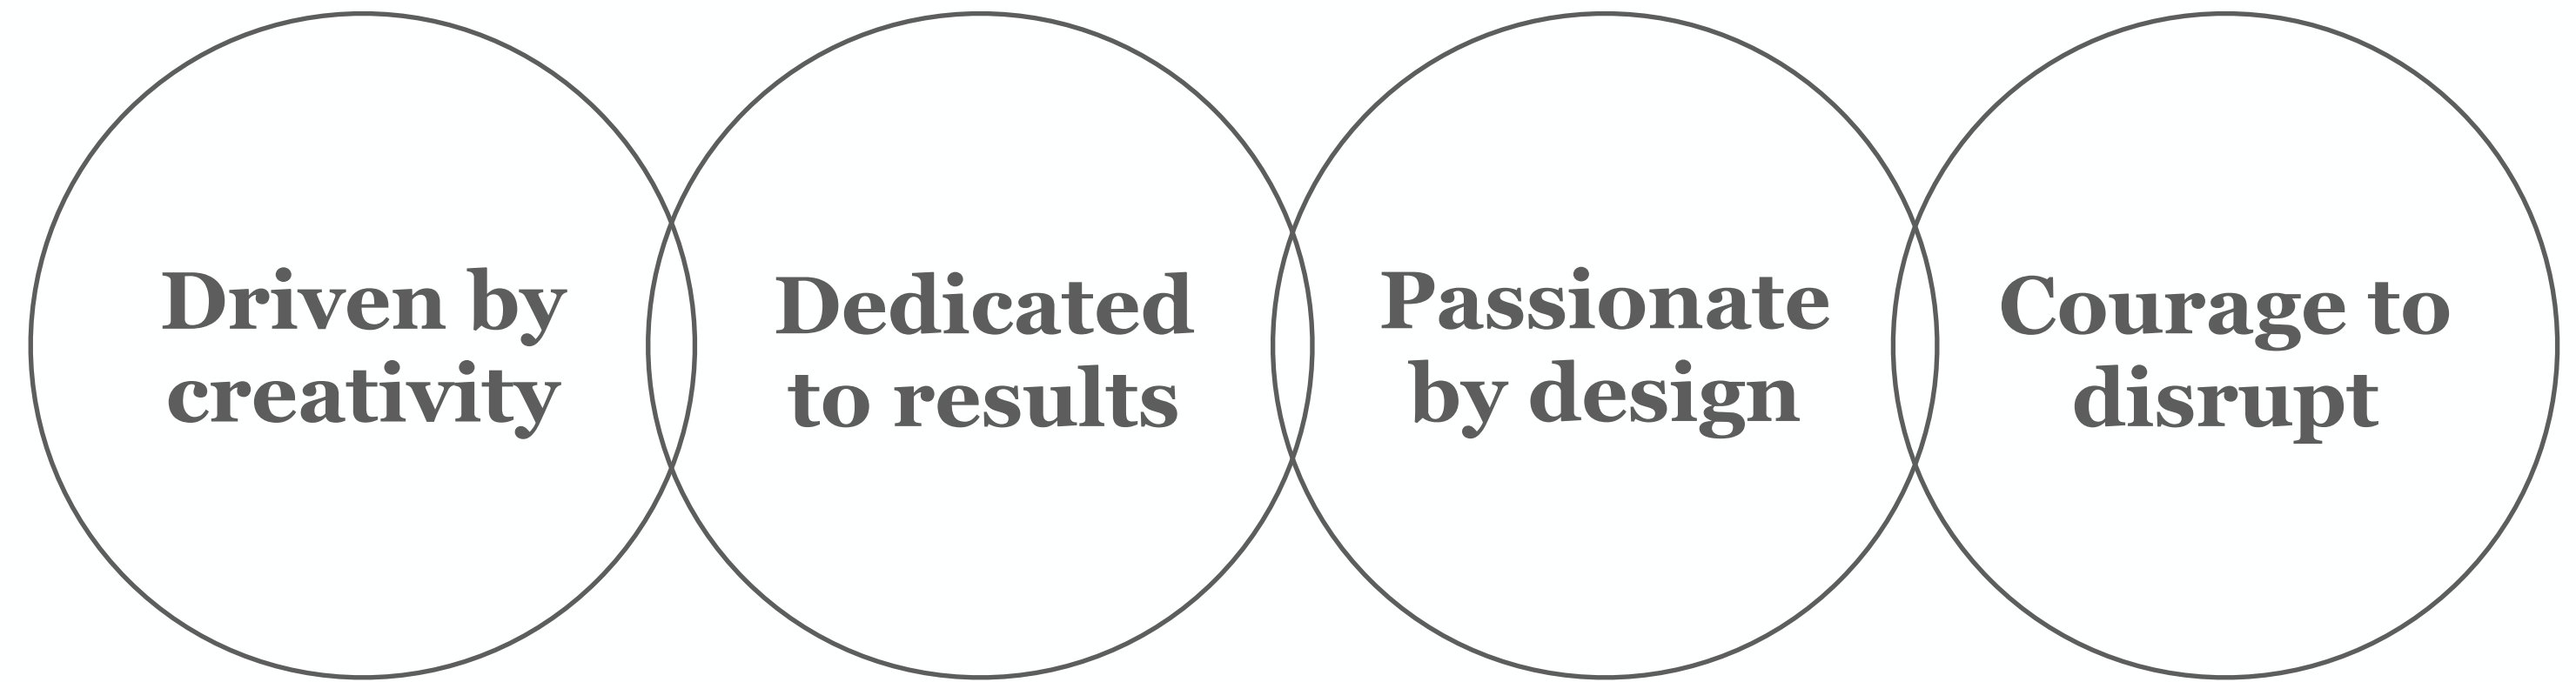 Driven by
creativity
Dedicated
to results
Passionate
by design
Courage to
disrupt